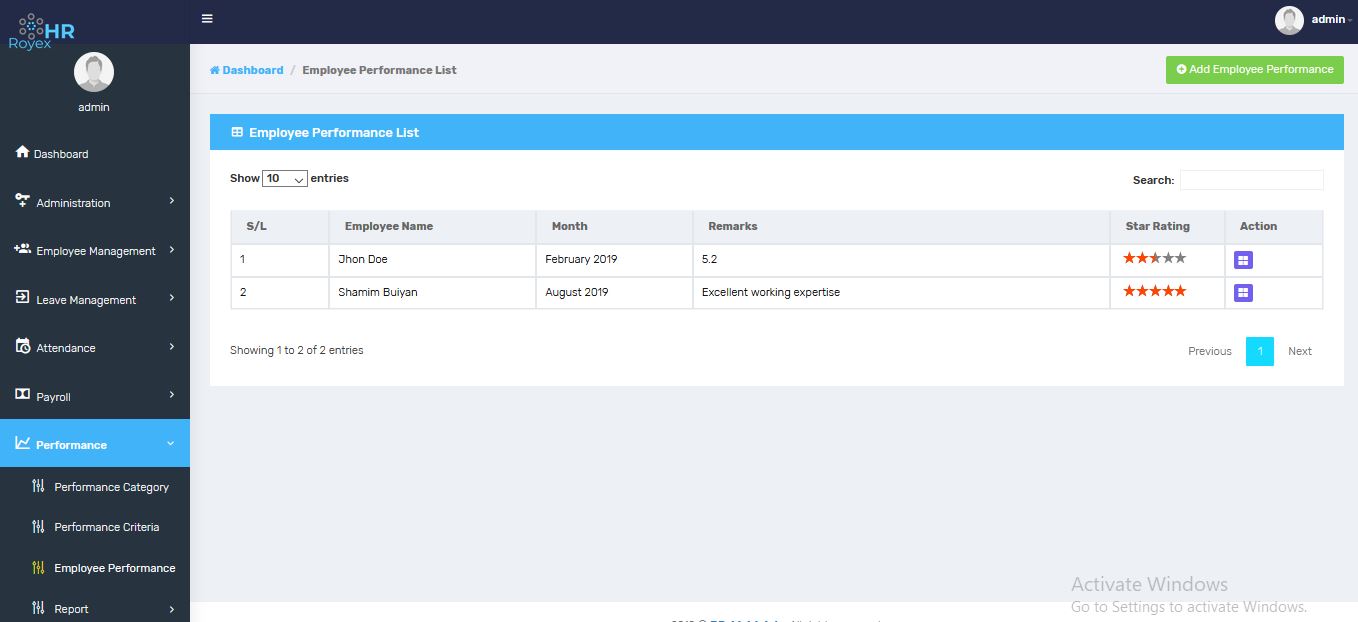 HR
Royex
admin
admin
Dashboard / Employee Performance List
Add Employee Performance
Dashboard
Administration
Employee Management
Leave Management
Attendance
Payroll
Performance
Performance Category
Performance Criteria
Employee Performance
Report
Employee Performance List
Show 10 entries
Search:
S/L Employee Name Month Remarks Star Rating Action
1 Jhon Doe February 2019 5.2
2 Shamim Buiyan August 2019 Excellent working expertise
Showing 1 to 2 of 2 entries
Previous 1 Next
Activate Windows
Go to Settings to activate Windows.